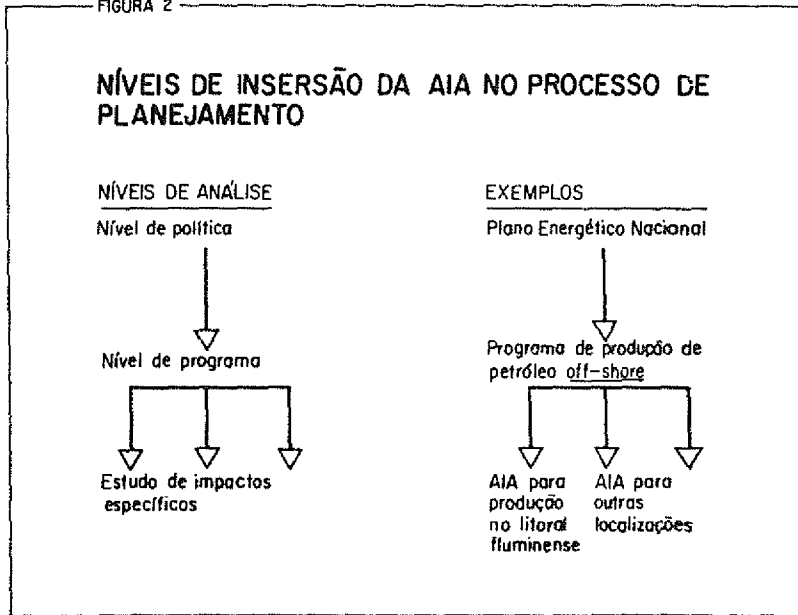 FIGURA 2
NÍVEIS DE INSERSÃO DA AIA NO PROCESSO DE
PLANEJAMENTO
NÍVEIS DE ANÁLISE
Nível de política
Nível de programa
Estudo de impactos
específicos
EXEMPLOS
Plano Energético Nacional
Programa de produção de
petróleo off-shore
AIA para
produção
no litoral
fluminense
AIA para
outras
localizações